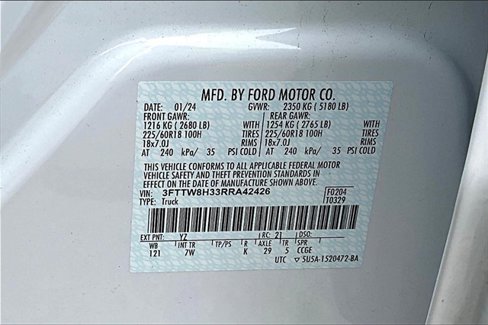 MFD. BY FORD MOTOR CO.
DATE: 01/24 GVWR: 2350 KG ( 5180 LB)
FRONT GAWR: REAR GAWR:
1216 KG ( 2680 LB) 1254 KG ( 2765 LB)
225/60R18 100H TIRES 225/60R18 100H TIRES
18x7.0J RIMS 18x7.0J RIMS
AT 240 kPa/ 35 PSI COLD AT 240 kPa/ 35 PSI COLD
THIS VEHICLE CONFORMS TO ALL APPLICABLE FEDERAL MOTOR
VEHICLE SAFETY AND THEFT PREVENTION STANDARDS IN
EFFECT ON THE DATE OF MANUFACTURE SHOWN ABOVE.
VIN: 3FTTW8H33RRA42426 F0204
TYPE: Truck T0329
EXT PNT: YZ RC: 21
WB INT TR TP/PS R AXLE TR SPR
121 7W K 29 5 CCGE
UTC 5U5A-1520472-BA